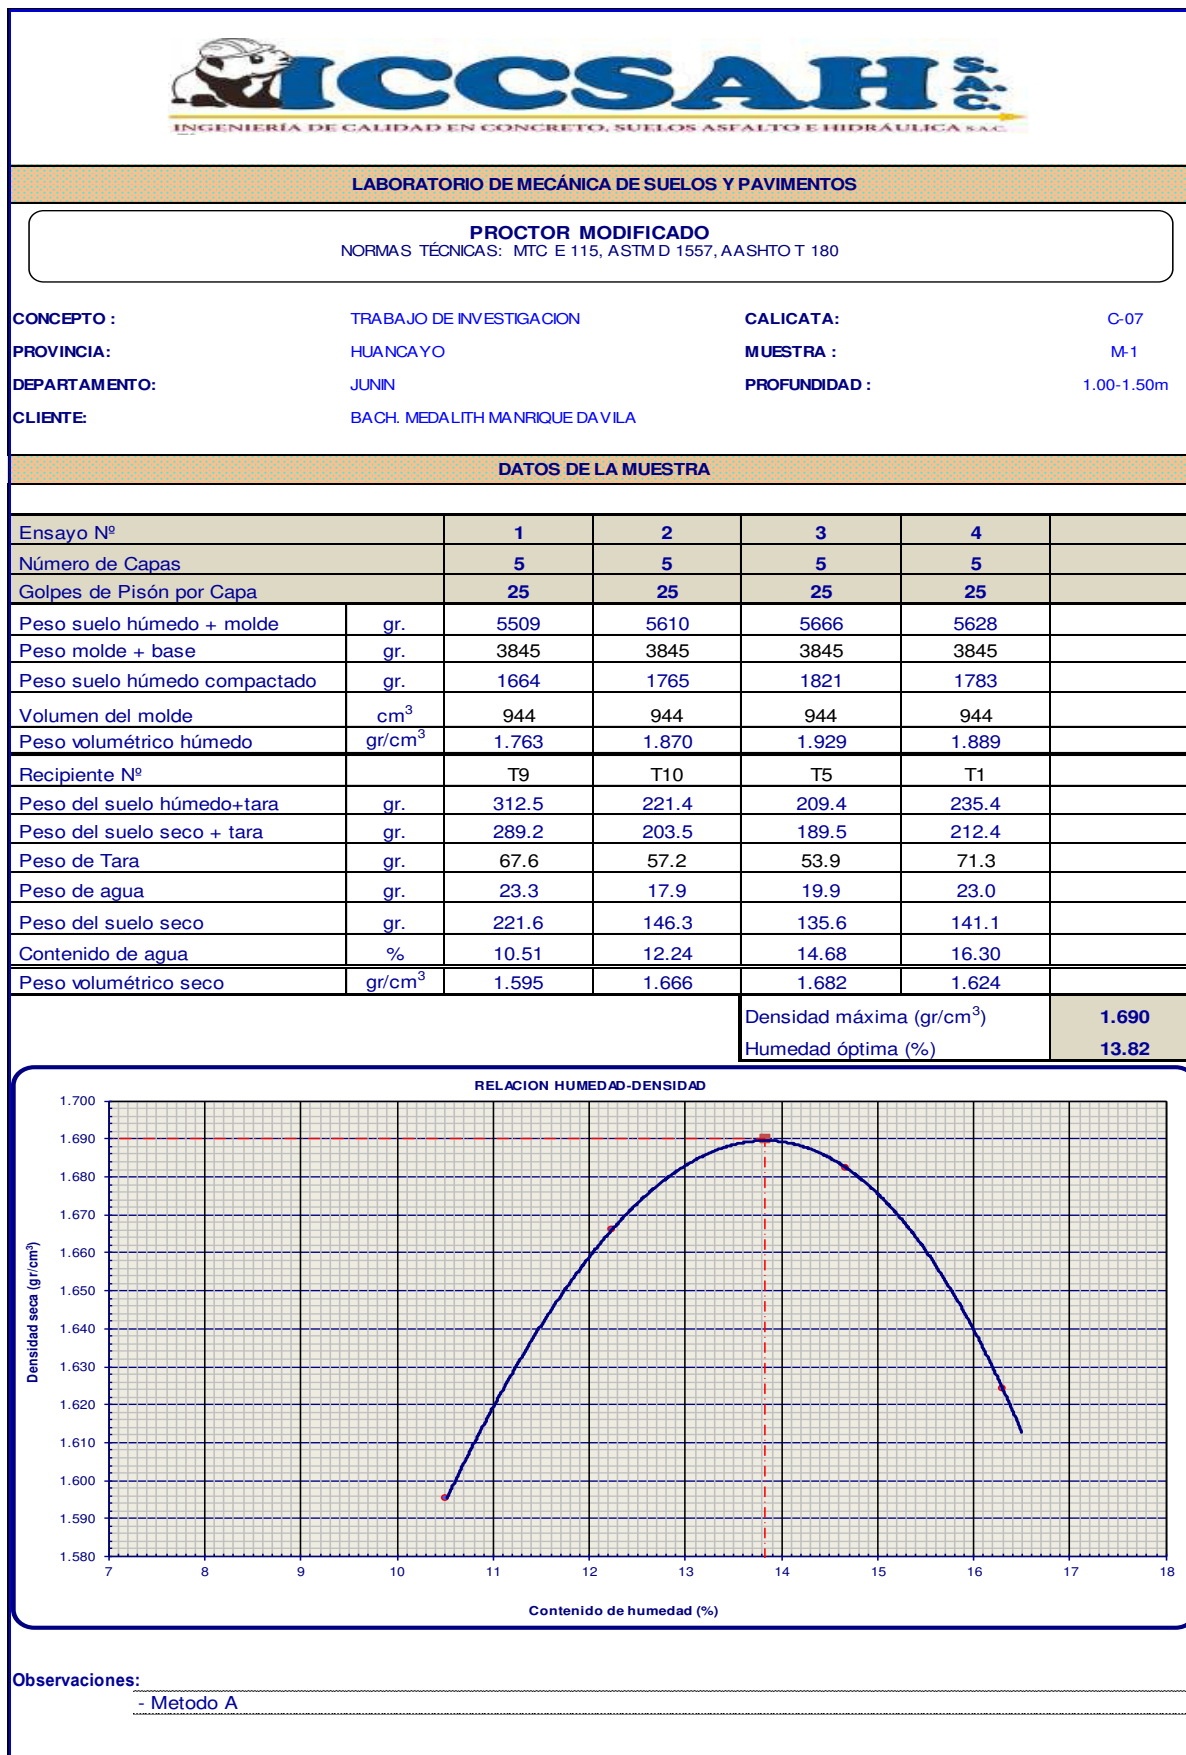 ICCSAH S.A.C.
INGENIERÍA DE CALIDAD EN CONCRETO, SUELOS ASFALTO E HIDRÁULICA S.A.C.
LABORATORIO DE MECÁNICA DE SUELOS Y PAVIMENTOS
PROCTOR MODIFICADO
NORMAS TÉCNICAS: MTC E 115, ASTM D 1557, AASHTO T 180
CONCEPTO : TRABAJO DE INVESTIGACION CALICATA: C-07
PROVINCIA: HUANCAYO MUESTRA : M-1
DEPARTAMENTO: JUNIN PROFUNDIDAD : 1.00-1.50m
CLIENTE: BACH. MEDALITH MANRIQUE DAVILA
DATOS DE LA MUESTRA
Ensayo Nº 1 2 3 4
Número de Capas 5 5 5 5
Golpes de Pisón por Capa 25 25 25 25
Peso suelo húmedo + molde gr. 5509 5610 5666 5628
Peso molde + base gr. 3845 3845 3845 3845
Peso suelo húmedo compactado gr. 1664 1765 1821 1783
Volumen del molde cm³ 944 944 944 944
Peso volumétrico húmedo gr/cm³ 1.763 1.870 1.929 1.889
Recipiente Nº T9 T10 T5 T1
Peso del suelo húmedo+tara gr. 312.5 221.4 209.4 235.4
Peso del suelo seco + tara gr. 289.2 203.5 189.5 212.4
Peso de Tara gr. 67.6 57.2 53.9 71.3
Peso de agua gr. 23.3 17.9 19.9 23.0
Peso del suelo seco gr. 221.6 146.3 135.6 141.1
Contenido de agua % 10.51 12.24 14.68 16.30
Peso volumétrico seco gr/cm³ 1.595 1.666 1.682 1.624
Densidad máxima (gr/cm³) 1.690
Humedad óptima (%) 13.82
RELACION HUMEDAD-DENSIDAD
1.700
1.690
1.680
1.670
1.660
1.650
1.640
1.630
1.620
1.610
1.600
1.590
1.580
Densidad seca (gr/cm³)
7 8 9 10 11 12 13 14 15 16 17 18
Contenido de humedad (%)
Observaciones:
- Metodo A